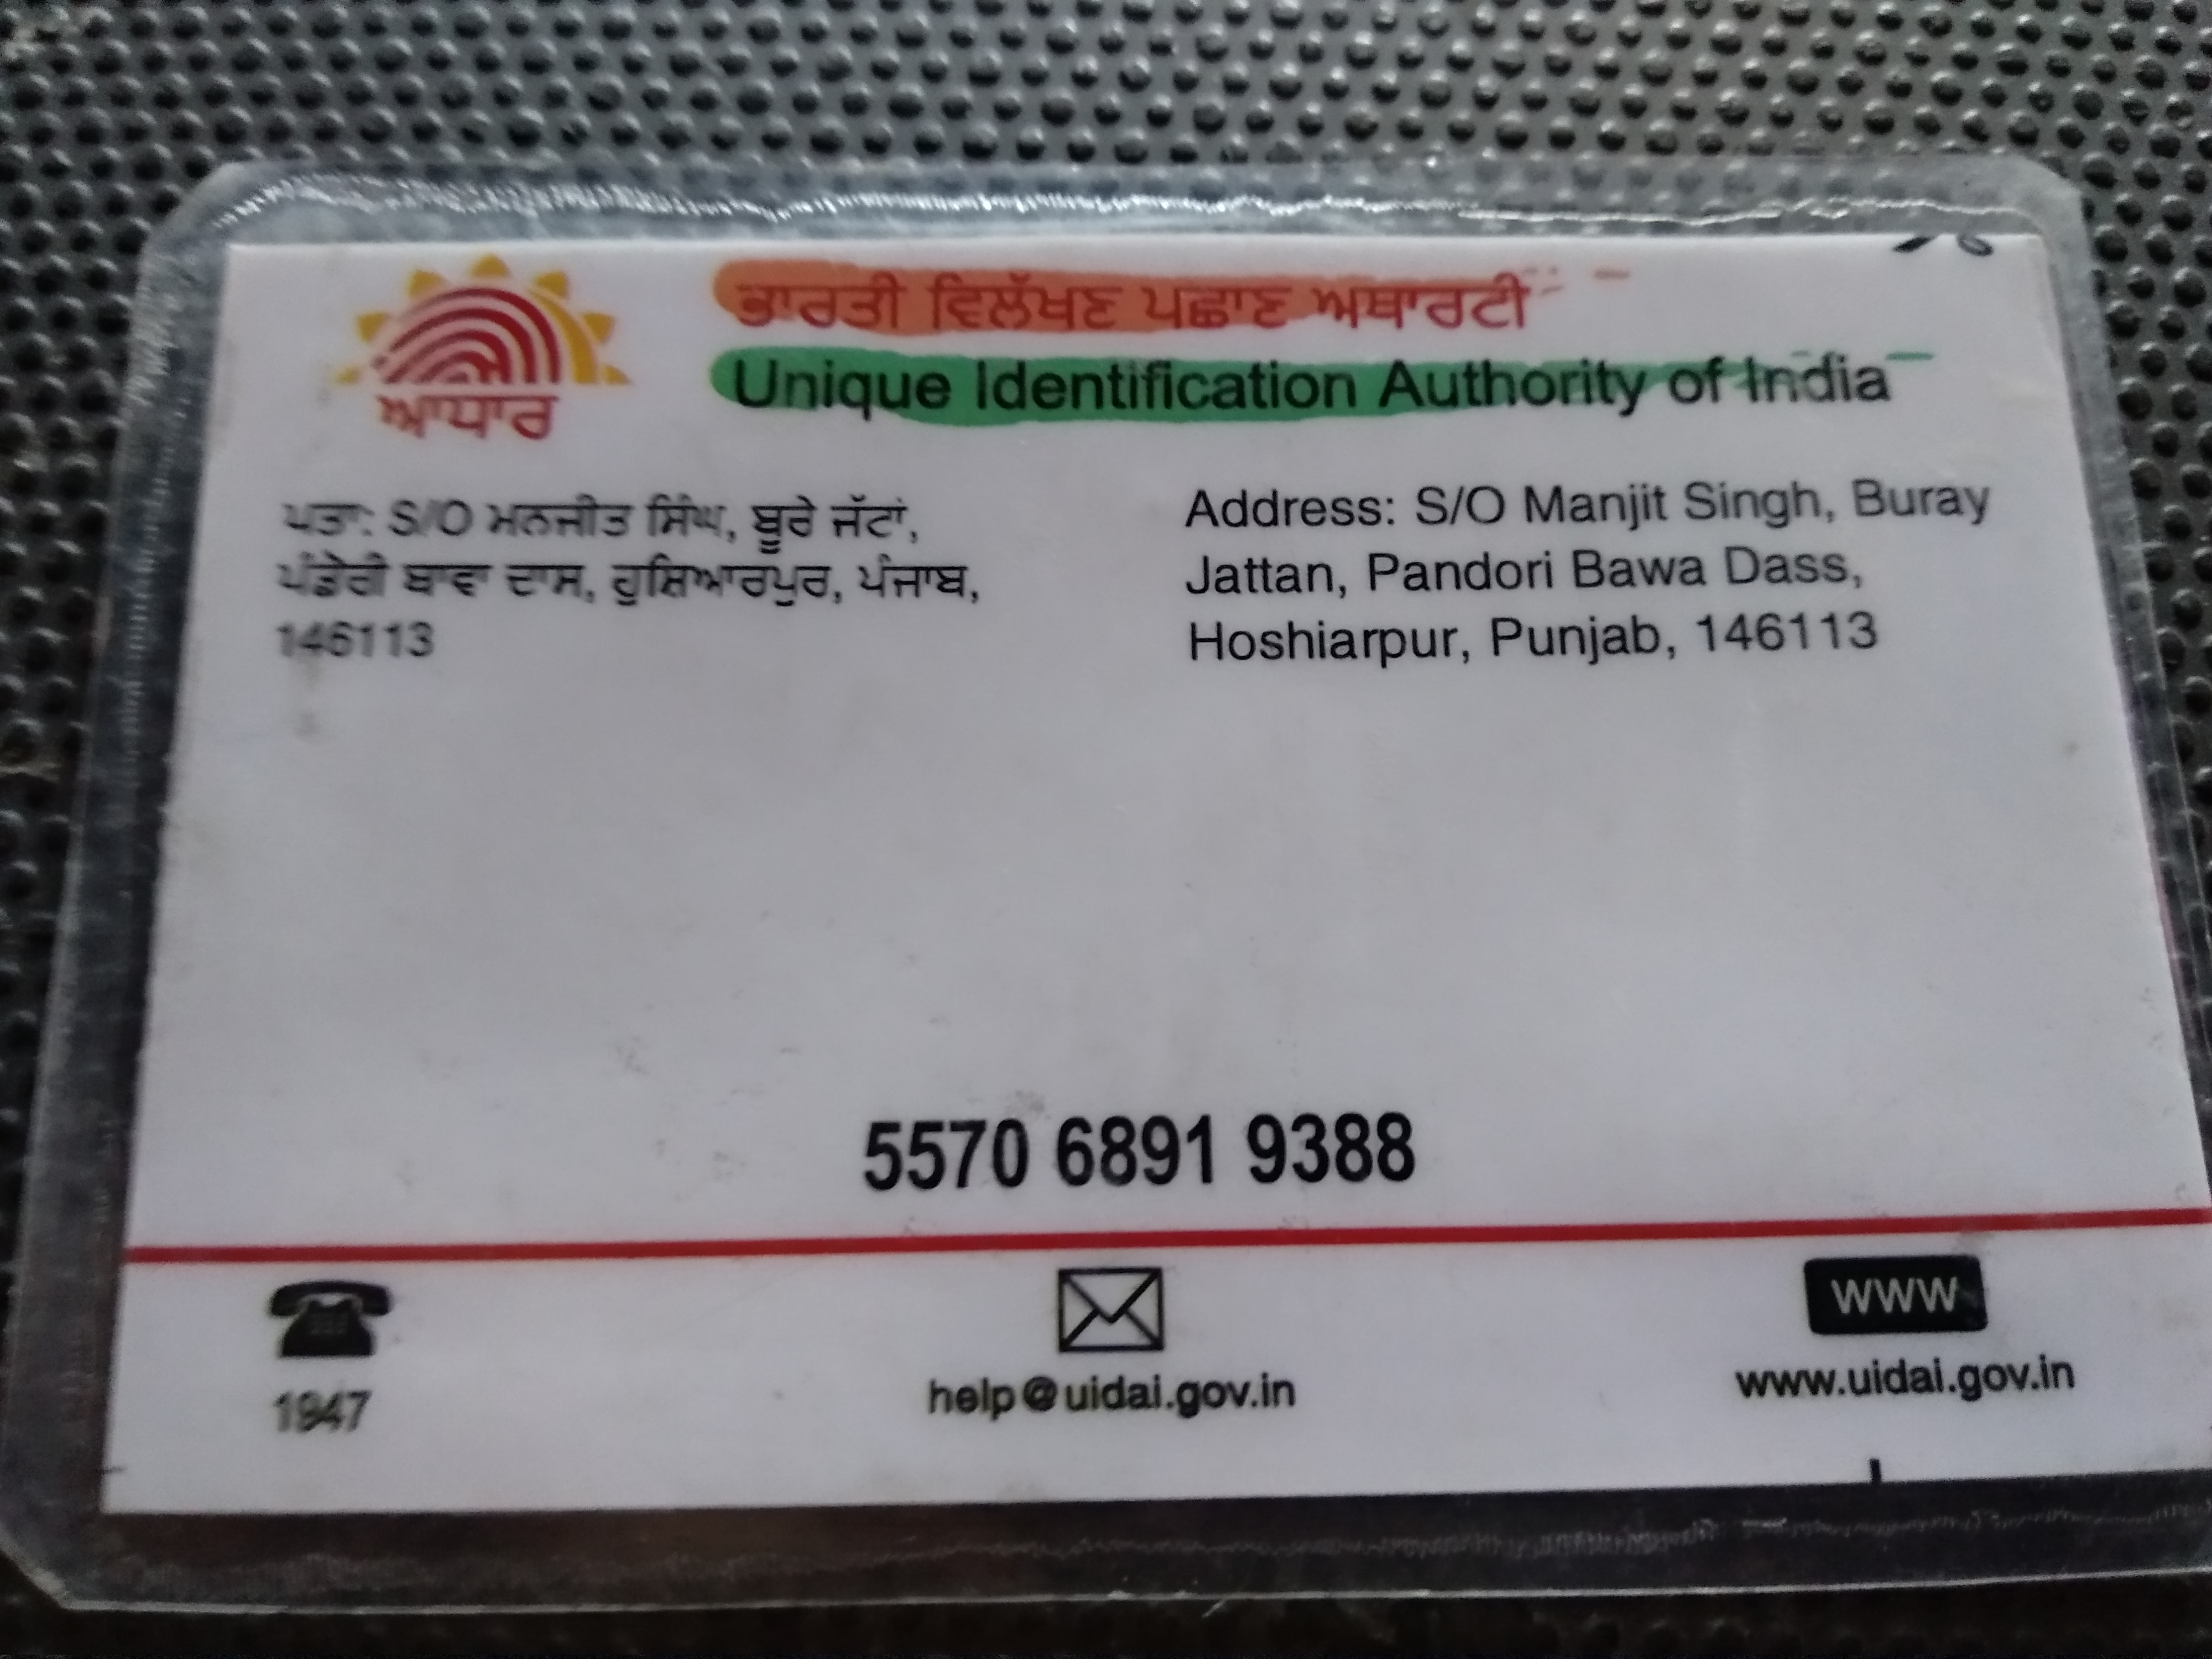 ਆਧਾਰ
ਭਾਰਤੀ ਵਿਲੱਖਣ ਪਛਾਣ ਅਥਾਰਟੀ
Unique Identification Authority of India
ਪਤਾ: S/O ਮਨਜੀਤ ਸਿੰਘ, ਬੂਰੇ ਜੱਟਾਂ,
ਪੰਡੋਰੀ ਬਾਵਾ ਦਾਸ, ਹੁਸ਼ਿਆਰਪੁਰ, ਪੰਜਾਬ,
146113
Address: S/O Manjit Singh, Buray
Jattan, Pandori Bawa Dass,
Hoshiarpur, Punjab, 146113
5570 6891 9388
WWW
1947
help@uidai.gov.in
www.uidai.gov.in